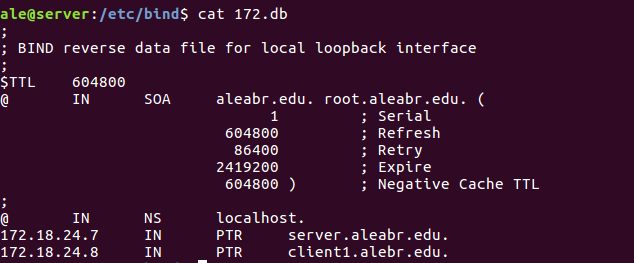 ale@server:/etc/bind$ cat 172.db
;
; BIND reverse data file for local loopback interface
;
$TTL 604800
@ IN SOA aleabr.edu. root.aleabr.edu. (
1 ; Serial
604800 ; Refresh
86400 ; Retry
2419200 ; Expire
604800 ) ; Negative Cache TTL
;
@ IN NS localhost.
172.18.24.7 IN PTR server.aleabr.edu.
172.18.24.8 IN PTR client1.alebr.edu.